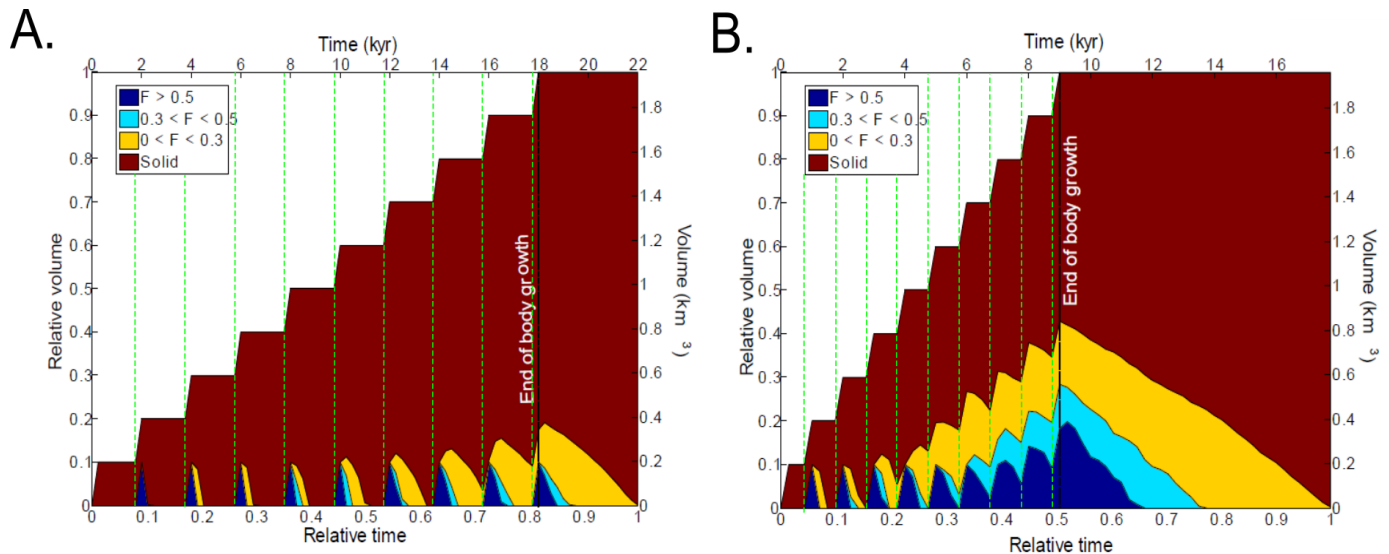 A.
Time (kyr)
0 2 4 6 8 10 12 14 16 18 20 22
1
0.9
0.8
0.7
0.6
0.5
0.4
0.3
0.2
0.1
0
Relative volume
F > 0.5
0.3 < F < 0.5
0 < F < 0.3
Solid
End of body growth
1.8
1.6
1.4
1.2
1
0.8
0.6
0.4
0.2
0
Volume (km³)
0 0.1 0.2 0.3 0.4 0.5 0.6 0.7 0.8 0.9 1
Relative time
B.
Time (kyr)
0 2 4 6 8 10 12 14 16
1
0.9
0.8
0.7
0.6
0.5
0.4
0.3
0.2
0.1
0
Relative volume
F > 0.5
0.3 < F < 0.5
0 < F < 0.3
Solid
End of body growth
1.8
1.6
1.4
1.2
1
0.8
0.6
0.4
0.2
0
Volume (km³)
0 0.1 0.2 0.3 0.4 0.5 0.6 0.7 0.8 0.9 1
Relative time